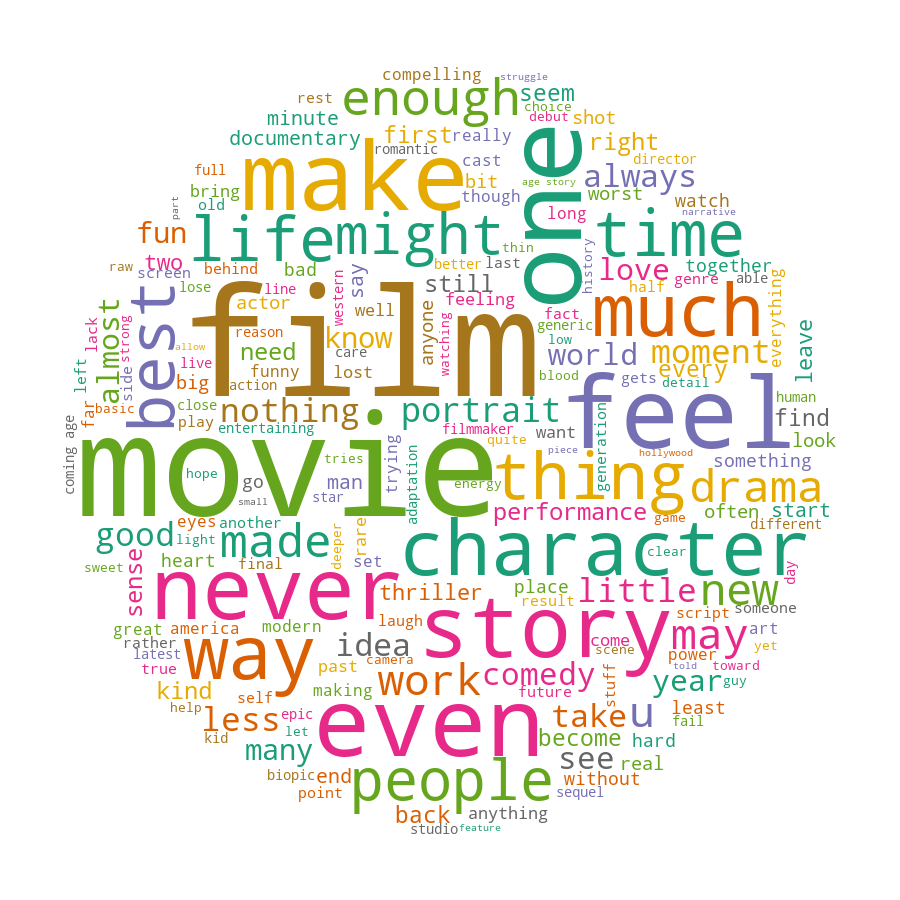 compelling
struggle
rest
enough
seem
choice
minute
debut
shot
documentary
first
really
one
right
make
romantic
cast
director
full
bit
age story
always
bring
though
worst
watch
old
part
long
narrative
fun
life
might
thin
time
history
two
raw
screen
behind
bad
better
last
love
together
lose
line
western
say
still
genre
able
half
everything
actor
well
feeling
best
film
much
almost
lack
strong
reason
know
anyone
watching
fact
generic
low
leave
allow
need
care
world
moment
left
side
live
funny
lost
every
big
action
blood
gets
detail
far
basic
close
nothing
portrait
feel
human
play
find
coming age
entertaining
filmmaker
want
generation
look
movie
quite
trying
adaptation
piece
hollywood
something
tries
hope
go
man
energy
thing
drama
small
star
performance
game
often
start
eyes
another
different
good
light
made
deeper
rare
character
clear
sweet
sense
heart
final
set
day
never
thriller
place
little
new
result
story
script
someone
great
america
modern
laugh
rather
idea
come
scene
may
art
yet
latest
true
way
past
camera
power
told
toward
kind
self
making
work
comedy
future
stuff
year
guy
help
less
epic
let
even
take
u
least
fail
kid
many
become
hard
biopic
end
people
see
real
point
without
sequel
back
anything
studio
feature